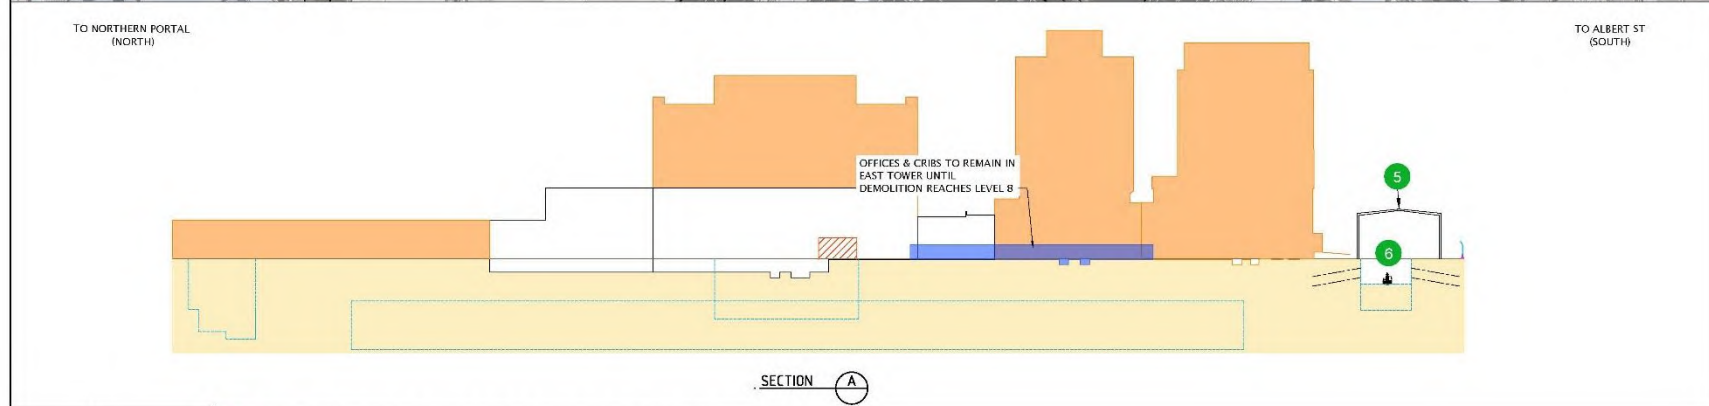 TO NORTHERN PORTAL
(NORTH)
TO ALBERT ST
(SOUTH)
OFFICES & CRIBS TO REMAIN IN
EAST TOWER UNTIL
DEMOLITION REACHES LEVEL 8
5
6
SECTION A